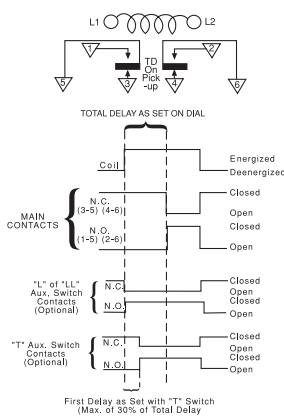 L1 L2
1 2
TD
On
Pick
-up
5 3 4 6
TOTAL DELAY AS SET ON DIAL
Coil
Energized
Deenergized
MAIN
CONTACTS
N.C.
(3-5) (4-6)
Closed
Open
N.O.
(1-5) (2-6)
Closed
Open
"L" of "LL"
Aux. Switch
Contacts
(Optional)
N.C.
Closed
Open
N.O.
Closed
Open
"T" Aux. Switch
Contacts
(Optional)
N.C.
Closed
Open
N.O.
Closed
Open
First Delay as Set with "T" Switch
(Max. of 30% of Total Delay